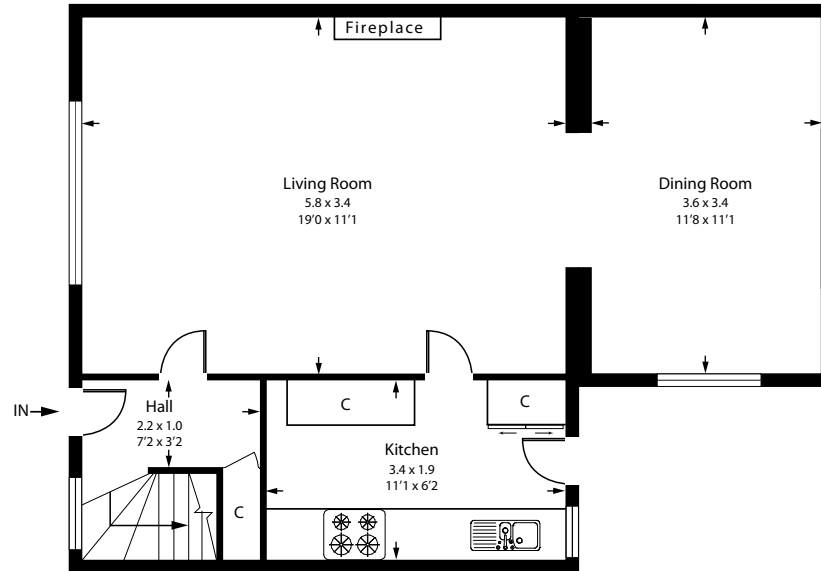 Fireplace
Living Room
5.8 x 3.4
19'0 x 11'1
Dining Room
3.6 x 3.4
11'8 x 11'1
IN
Hall
2.2 x 1.0
7'2 x 3'2
C
C
Kitchen
3.4 x 1.9
11'1 x 6'2
C